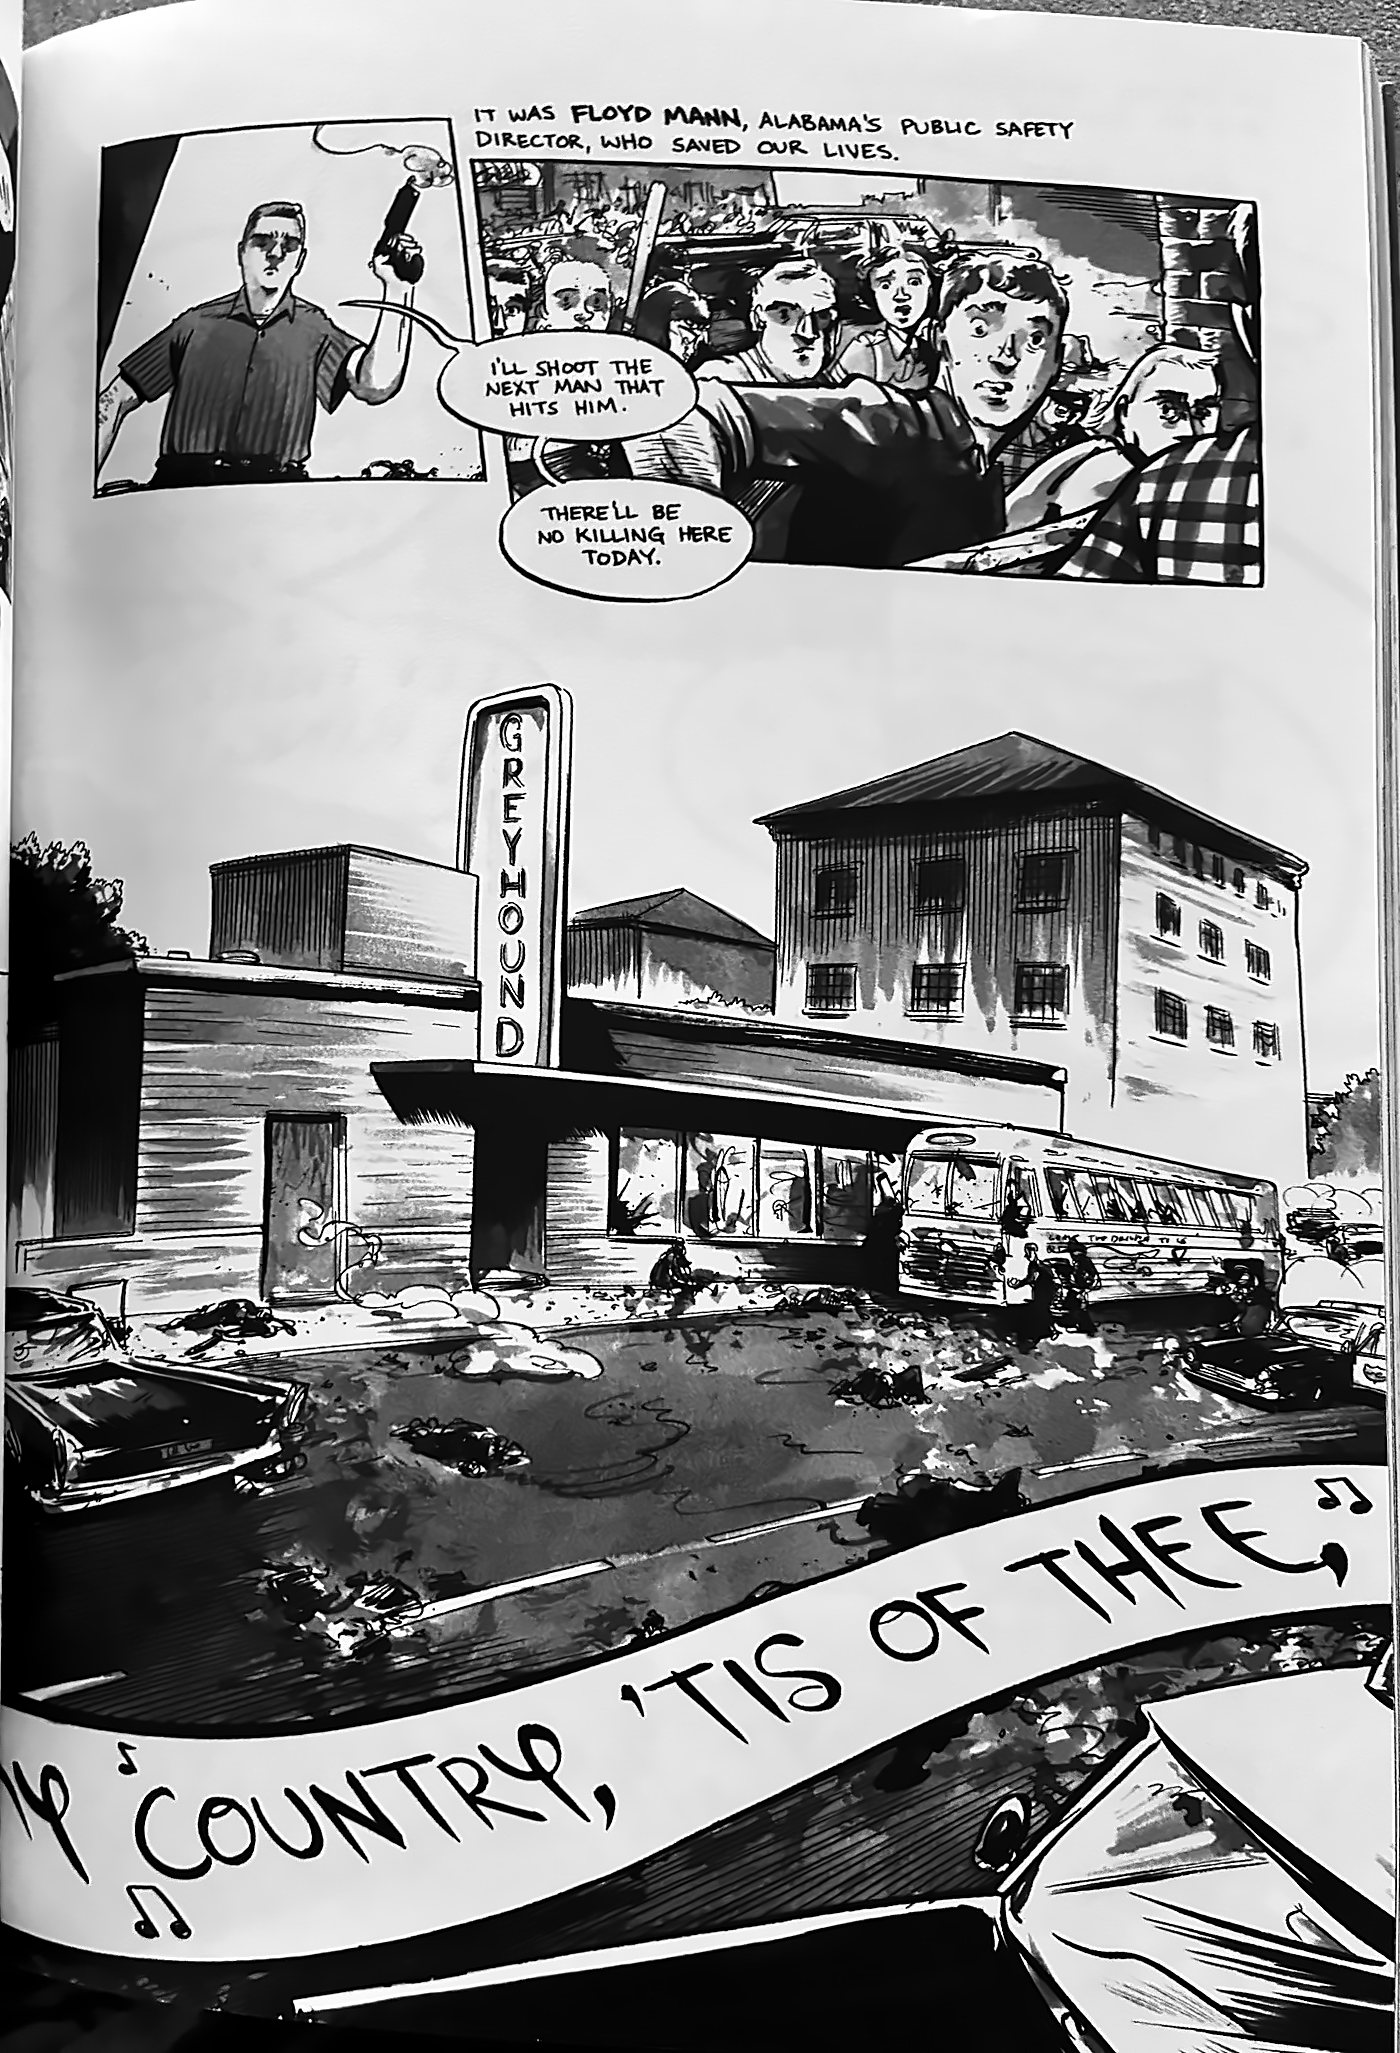 IT WAS FLOYD MANN, ALABAMA'S PUBLIC SAFETY
DIRECTOR, WHO SAVED OUR LIVES.
I'LL SHOOT THE
NEXT MAN THAT
HITS HIM.
THERE'LL BE
NO KILLING HERE
TODAY.
GREYHOUND
COUNTRY, 'TIS OF THEE,